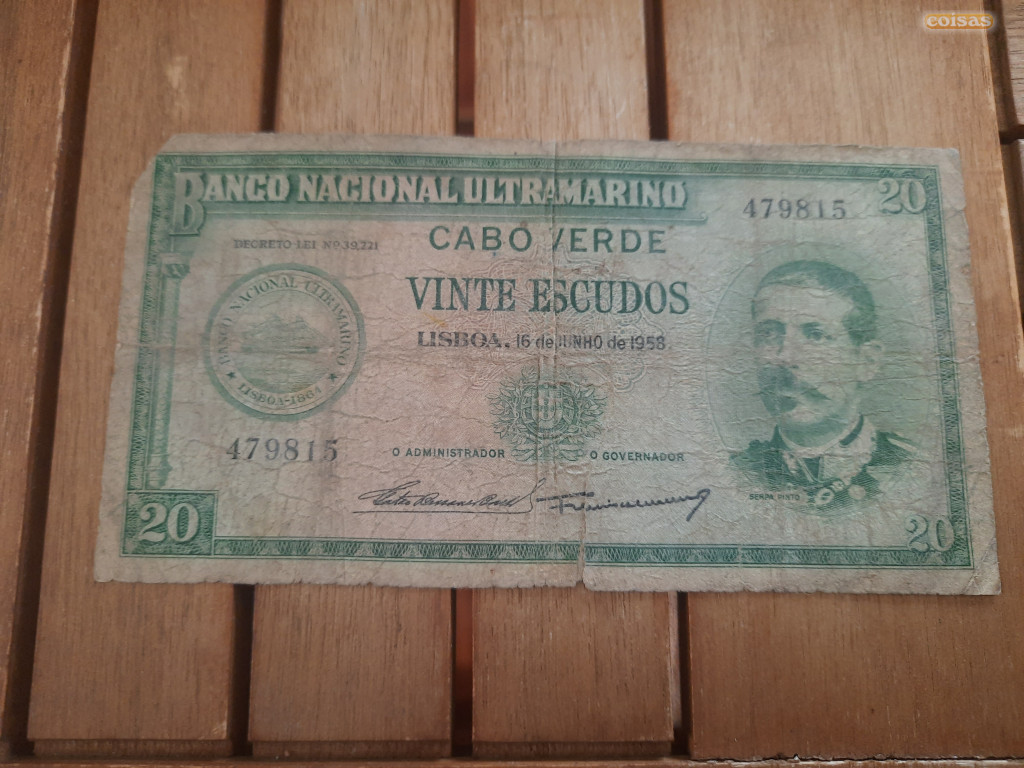 coisas
BANCO NACIONAL ULTRAMARINO
479815
20
DECRETO-LEI Nº 39.221
CABO VERDE
VINTE ESCUDOS
LISBOA, 16 de JUNHO de 1958.
BANCO NACIONAL ULTRAMARINO
LISBOA-1864
479815
O ADMINISTRADOR
O GOVERNADOR
SERPA PINTO
20
20